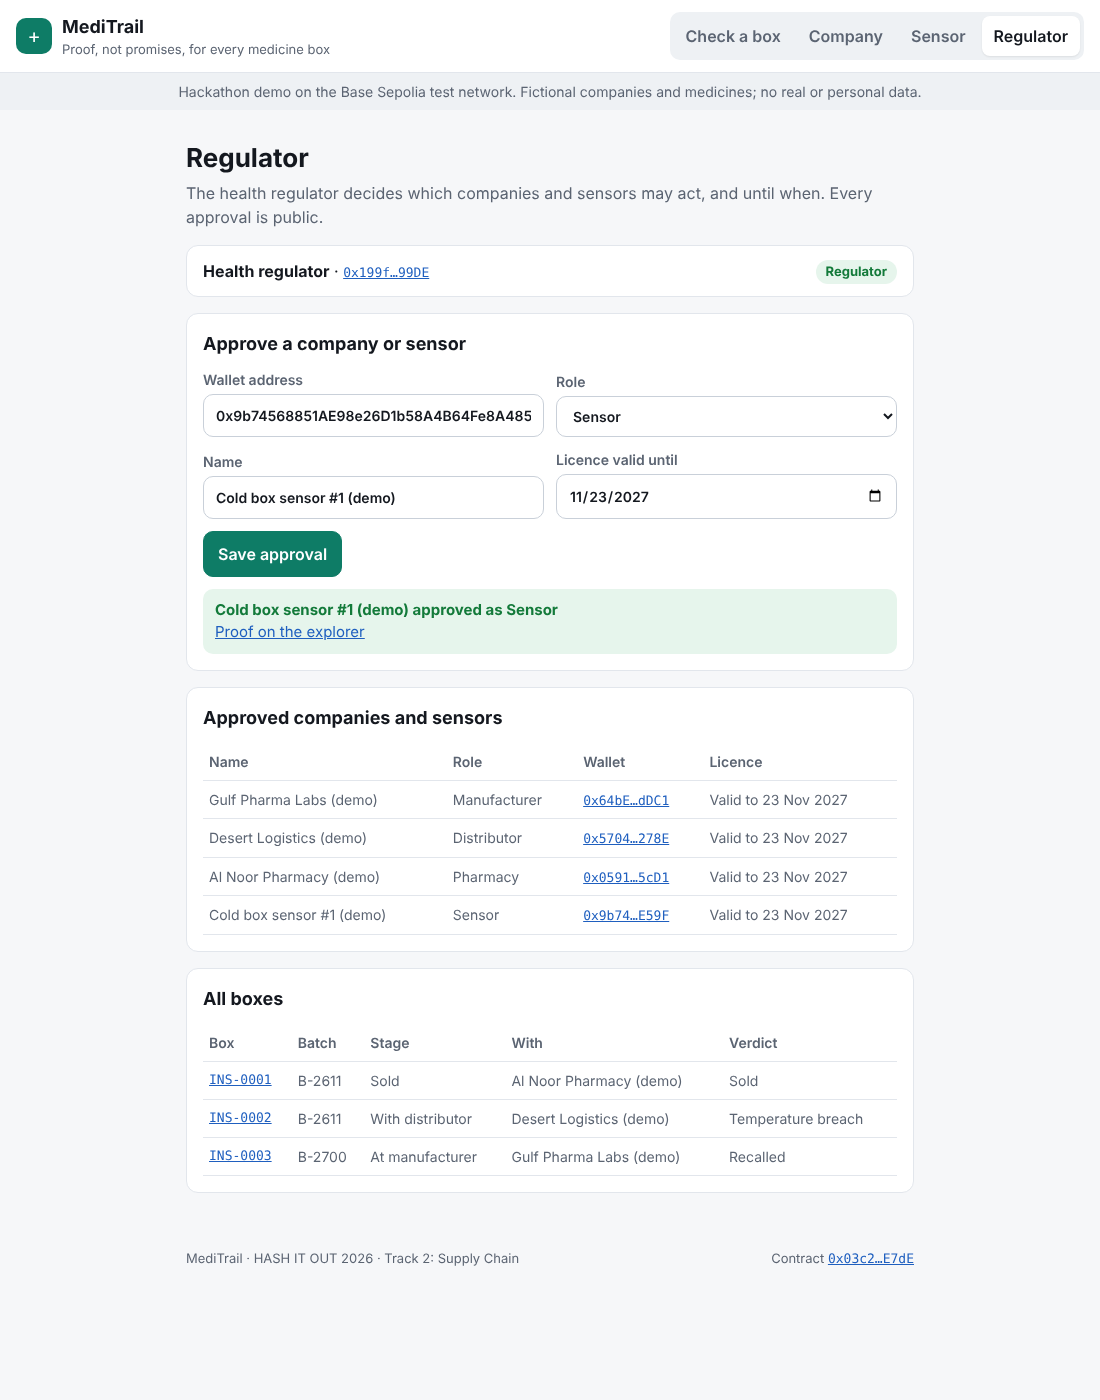 MediTrail
Proof, not promises, for every medicine box
Check a box Company Sensor Regulator
Hackathon demo on the Base Sepolia test network. Fictional companies and medicines; no real or personal data.
Regulator
The health regulator decides which companies and sensors may act, and until when. Every
approval is public.
Health regulator · 0x199f…99DE Regulator
Approve a company or sensor
Wallet address
0x9b74568851AE98e26D1b58A4B64Fe8A485
Role
Sensor
Name
Cold box sensor #1 (demo)
Licence valid until
11/23/2027
Save approval
Cold box sensor #1 (demo) approved as Sensor
Proof on the explorer
Approved companies and sensors
Name Role Wallet Licence
Gulf Pharma Labs (demo) Manufacturer 0x64bE…dDC1 Valid to 23 Nov 2027
Desert Logistics (demo) Distributor 0x5704…278E Valid to 23 Nov 2027
Al Noor Pharmacy (demo) Pharmacy 0x0591…5cD1 Valid to 23 Nov 2027
Cold box sensor #1 (demo) Sensor 0x9b74…E59F Valid to 23 Nov 2027
All boxes
Box Batch Stage With Verdict
INS-0001 B-2611 Sold Al Noor Pharmacy (demo) Sold
INS-0002 B-2611 With distributor Desert Logistics (demo) Temperature breach
INS-0003 B-2700 At manufacturer Gulf Pharma Labs (demo) Recalled
MediTrail · HASH IT OUT 2026 · Track 2: Supply Chain
Contract 0x03c2…E7dE